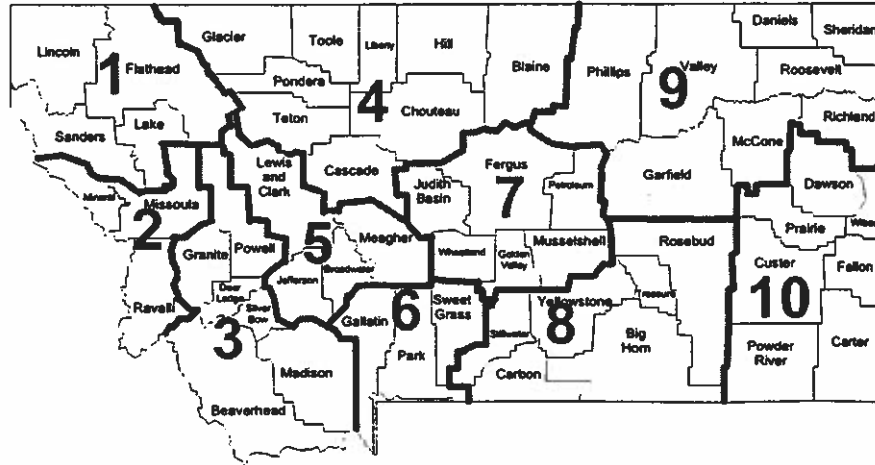 Lincoln
1
Flathead
Glacier
Toole
Liberty
Hill
Blaine
Phillips
9
Valley
Daniels
Sheridan
Roosevelt
Pondera
4
Chouteau
Teton
Sanders
Lake
Richland
McCone
Lewis
and
Clark
Cascade
Fergus
Judith
Basin
7
Petroleum
Garfield
Dawson
Mineral
Missoula
2
Granite
Powell
5
Meagher
Wheatland
Golden
Valley
Musselshell
Rosebud
Prairie
Custer
10
Fallon
Ravalli
Deer
Lodge
Silver
Bow
3
Jefferson
Broadwater
Gallatin
6
Sweet
Grass
Stillwater
Yellowstone
8
Treasure
Big
Horn
Park
Carbon
Powder
River
Carter
Madison
Beaverhead